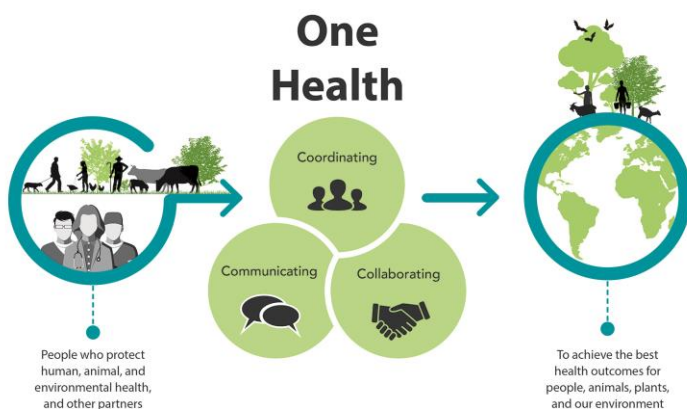 One
Health
Coordinating
Communicating
Collaborating
People who protect
human, animal, and
environmental health,
and other partners
To achieve the best
health outcomes for
people, animals, plants,
and our environment